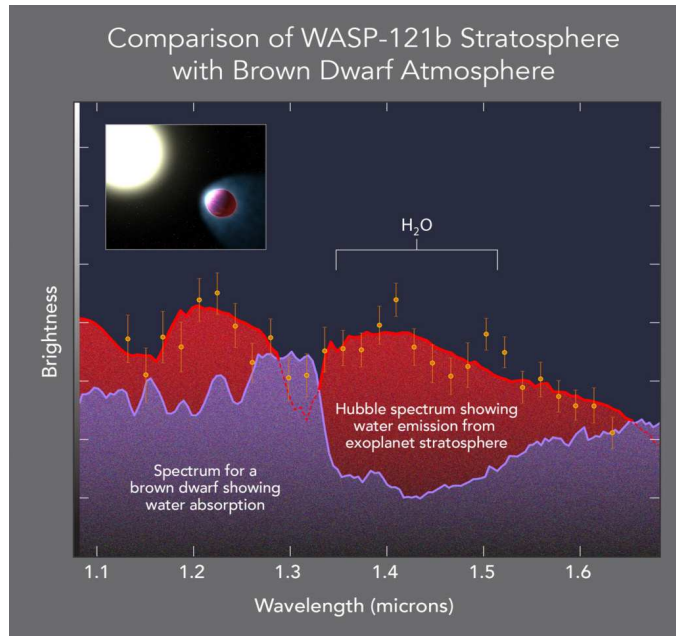 Comparison of WASP-121b Stratosphere
with Brown Dwarf Atmosphere
H₂O
Brightness
Hubble spectrum showing
water emission from
exoplanet stratosphere
Spectrum for a
brown dwarf showing
water absorption
1.1 1.2 1.3 1.4 1.5 1.6
Wavelength (microns)